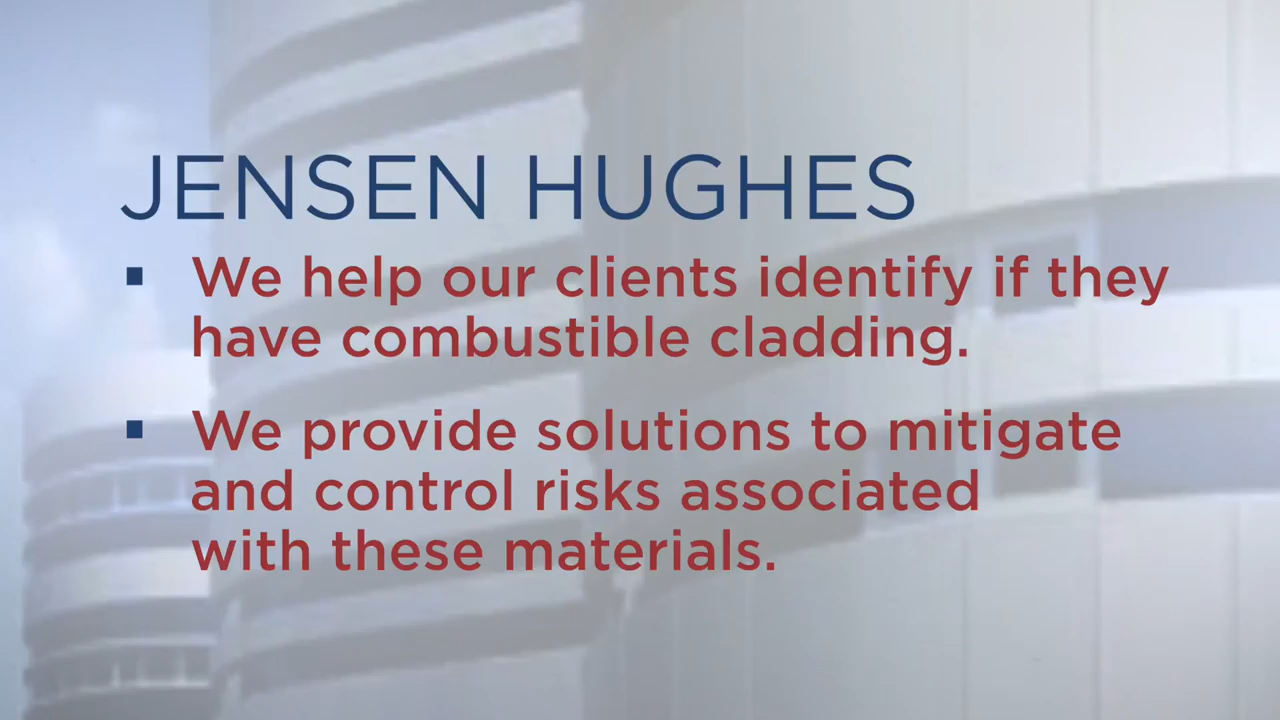 JENSEN HUGHES
▪ We help our clients identify if they
have combustible cladding.
▪ We provide solutions to mitigate
and control risks associated
with these materials.